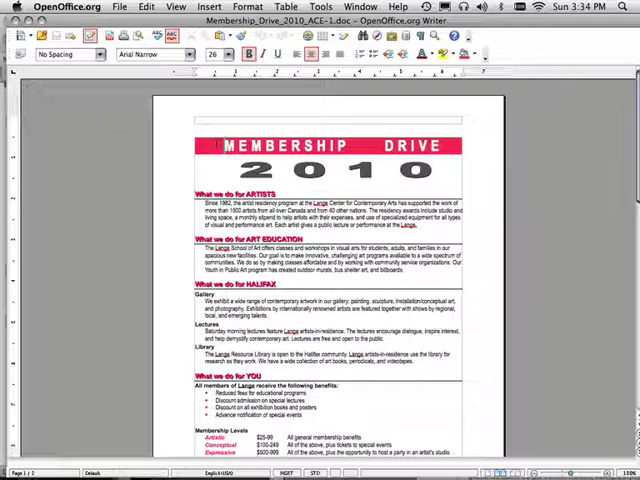 OpenOffice.org File Edit View Insert Format Table Tools Window Help Sun 3:34 PM
Membership_Drive_2010_ACE-1.doc - OpenOffice.org Writer
No Spacing Arial Narrow 26
MEMBERSHIP DRIVE
2010
What we do for ARTISTS
Since 1982, the artist residency program at the Lange Center for Contemporary Arts has supported the work of
more than 1500 artists from all over Canada and from 40 other nations. The residency awards include studio and
living space, a monthly stipend to help artists with their expenses, and use of specialized equipment for all types
of visual and performance art. Each artist gives a public lecture or performance at the Lange.
What we do for ART EDUCATION
The Lange School of Art offers classes and workshops in visual arts for students, adults, and families in our
spacious new facilities. Our goal is to make innovative, challenging art programs available to a wide spectrum of
communities. We do so by making classes affordable and by working with community service organizations. Our
Youth in Public Art program has created outdoor murals, bus shelter art, and billboards.
What we do for HALIFAX
Gallery
We exhibit a wide range of contemporary artwork in our gallery: painting, sculpture, installation/conceptual art,
and photography. Exhibitions by internationally renowned artists are featured together with shows by regional,
local, and emerging talents.
Lectures
Saturday morning lectures feature Lange artists-in-residence. The lectures encourage dialogue, inspire interest,
and help demystify contemporary art. Lectures are free and open to the public.
Library
The Lange Resource Library is open to the Halifax community. Lange artists-in-residence use the library for
research as they work. We have a wide collection of art books, periodicals, and videotapes.
What we do for YOU
All members of Lange receive the following benefits:
Reduced fees for educational programs
Discount admission on special lectures
Discount on all exhibition books and posters
Advance notification of special events
Membership Levels
Artistic $25-99 All general membership benefits
Conceptual $100-249 All of the above, plus tickets to special events
Expressive $500-999 All of the above, plus the opportunity to host a party in an artist's studio
Page 1 / 2 Default English (USA) INSRT STD 100%